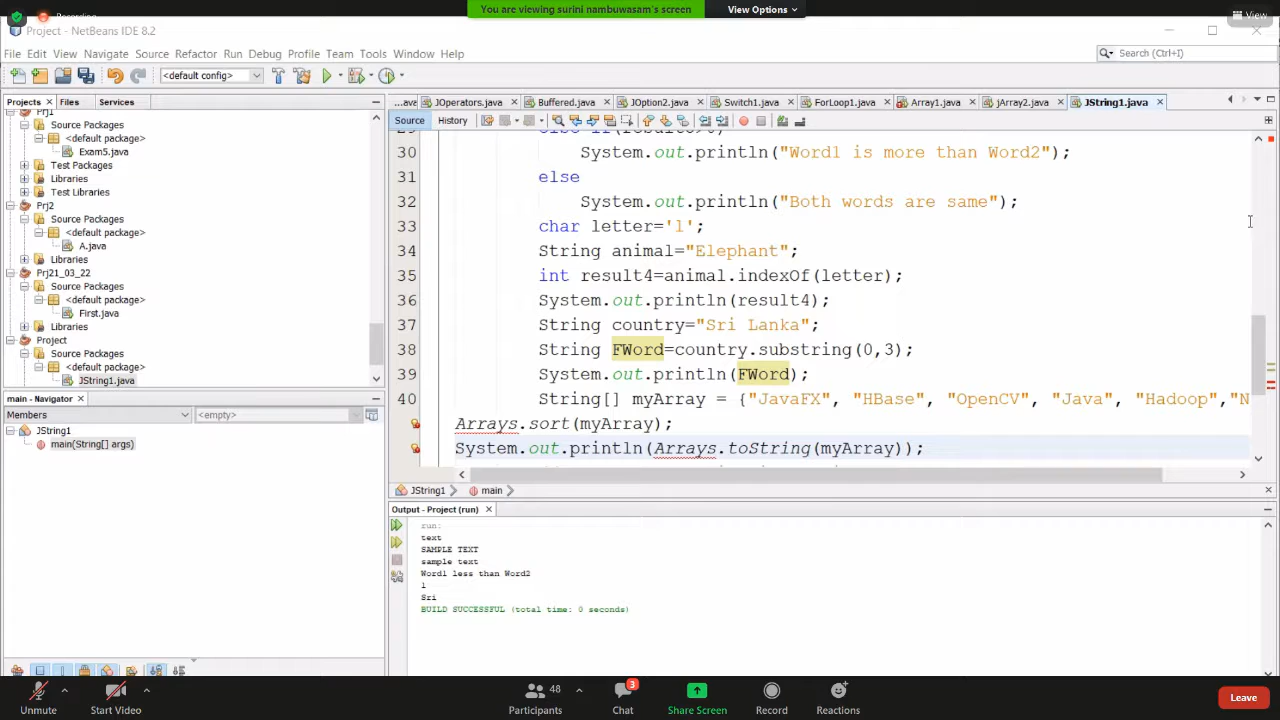 Recording
You are viewing surini nambuwasam's screen
View Options
View
Project - NetBeans IDE 8.2
File Edit View Navigate Source Refactor Run Debug Profile Team Tools Window Help
Search (Ctrl+I)
<default config>
Projects Files Services
...ava JOperators.java Buffered.java JOption2.java Switch1.java ForLoop1.java Array1.java jArray2.java JString1.java
Source History
Prj1
Source Packages
<default package>
Exam5.java
Test Packages
Libraries
Test Libraries
Prj2
Source Packages
<default package>
A.java
Libraries
Prj21_03_22
Source Packages
<default package>
First.java
Libraries
Project
Source Packages
<default package>
JString1.java
30 System.out.println("Word1 is more than Word2");
31 else
32 System.out.println("Both words are same");
33 char letter='l';
34 String animal="Elephant";
35 int result4=animal.indexOf(letter);
36 System.out.println(result4);
37 String country="Sri Lanka";
38 String FWord=country.substring(0,3);
39 System.out.println(FWord);
40 String[] myArray = {"JavaFX", "HBase", "OpenCV", "Java", "Hadoop","N
Arrays.sort(myArray);
System.out.println(Arrays.toString(myArray));
JString1 main
main - Navigator
Members <empty>
JString1
main(String[] args)
Output - Project (run)
run:
text
SAMPLE TEXT
sample text
Word1 less than Word2
1
Sri
BUILD SUCCESSFUL (total time: 0 seconds)
Unmute
Start Video
48
Participants
3
Chat
Share Screen
Record
Reactions
Leave